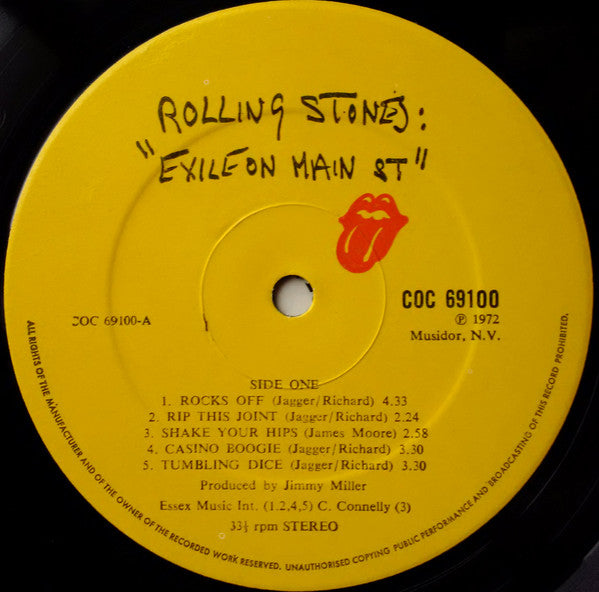 ROLLING STONES:
"EXILE ON MAIN ST"
COC 69100
COC 69100-A
℗ 1972
Musidor, N.V.
SIDE ONE
1. ROCKS OFF (Jagger/Richard) 4.33
2. RIP THIS JOINT (Jagger/Richard) 2.24
3. SHAKE YOUR HIPS (James Moore) 2.58
4. CASINO BOOGIE (Jagger/Richard) 3.30
5. TUMBLING DICE (Jagger/Richard) 3.30
Produced by Jimmy Miller
Essex Music Int. (1.2,4,5) C. Connelly (3)
33⅓ rpm STEREO
ALL RIGHTS OF THE MANUFACTURER AND OF THE OWNER OF THE RECORDED WORK RESERVED. UNAUTHORISED COPYING PUBLIC PERFORMANCE AND BROADCASTING OF THIS RECORD PROHIBITED.